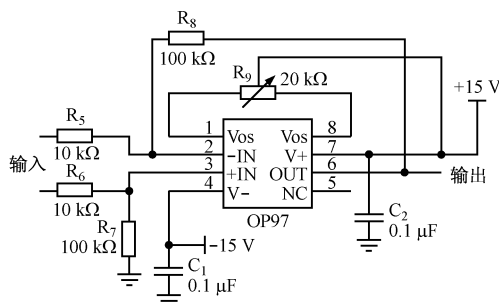 R8
100 kΩ
R9
20 kΩ
+15 V
R5
10 kΩ
输入
R6
10 kΩ
R7
100 kΩ
1 Vos Vos 8
2 -IN V+ 7
3 +IN OUT 6
4 V- NC 5
OP97
输出
-15 V
C1
0.1 μF
C2
0.1 μF